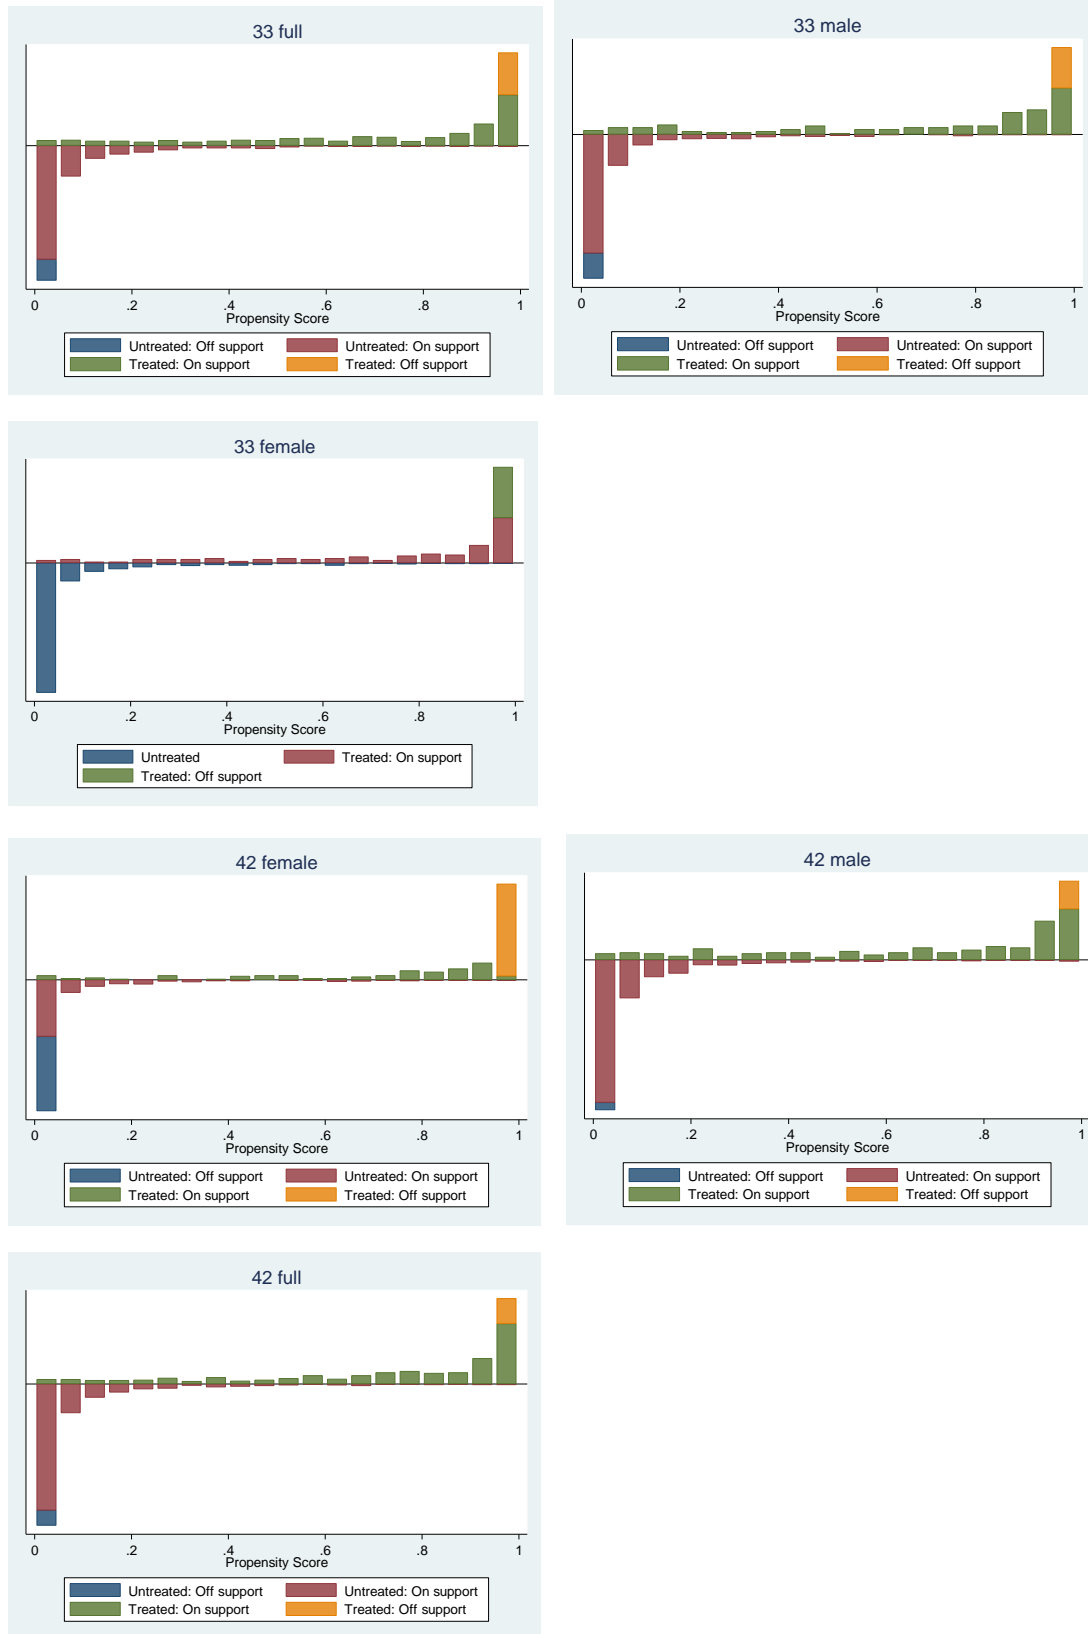 33 full
0 .2 .4 .6 .8 1
Propensity Score
Untreated: Off support Untreated: On support
Treated: On support Treated: Off support
33 male
0 .2 .4 .6 .8 1
Propensity Score
Untreated: Off support Untreated: On support
Treated: On support Treated: Off support
33 female
0 .2 .4 .6 .8 1
Propensity Score
Untreated Treated: On support
Treated: Off support
42 female
0 .2 .4 .6 .8 1
Propensity Score
Untreated: Off support Untreated: On support
Treated: On support Treated: Off support
42 male
0 .2 .4 .6 .8 1
Propensity Score
Untreated: Off support Untreated: On support
Treated: On support Treated: Off support
42 full
0 .2 .4 .6 .8 1
Propensity Score
Untreated: Off support Untreated: On support
Treated: On support Treated: Off support